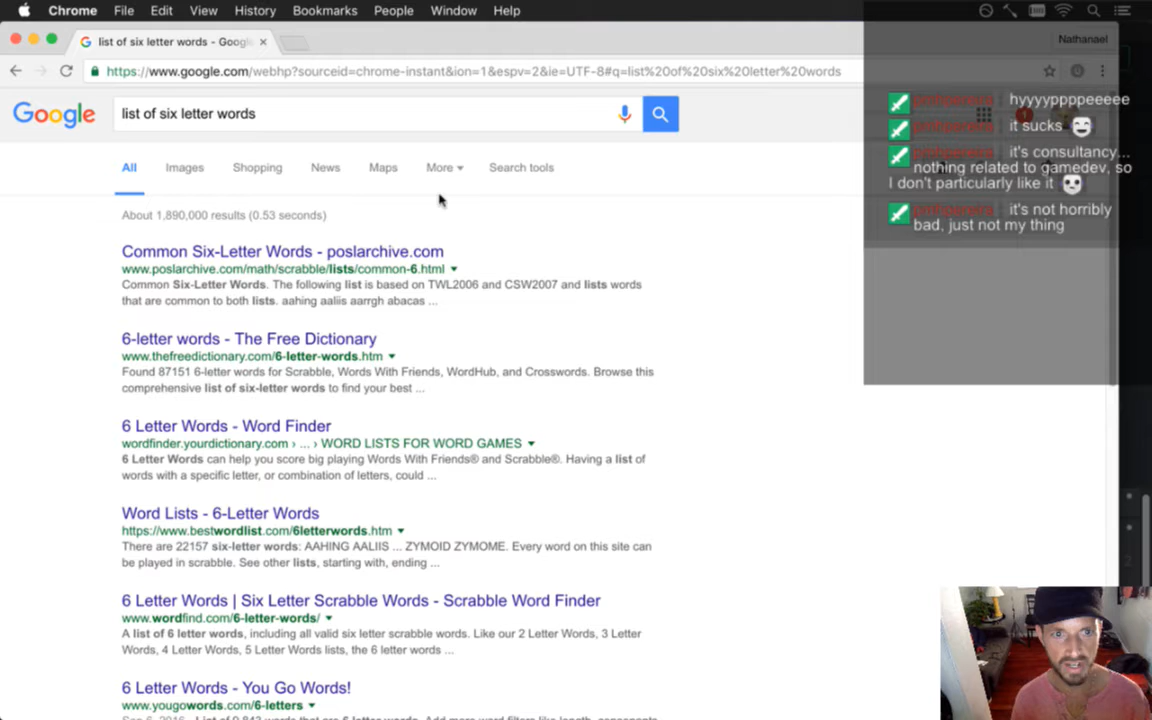 Chrome File Edit View History Bookmarks People Window Help
list of six letter words - Googl
Nathanael
https://www.google.com/webhp?sourceid=chrome-instant&ion=1&espv=2&ie=UTF-8#q=list%20of%20six%20letter%20words
Google list of six letter words
All Images Shopping News Maps More Search tools
About 1,890,000 results (0.53 seconds)
Common Six-Letter Words - poslarchive.com
www.poslarchive.com/math/scrabble/lists/common-6.html
Common Six-Letter Words. The following list is based on TWL2006 and CSW2007 and lists words
that are common to both lists. aahing aaliis aarrgh abacas ...
6-letter words - The Free Dictionary
www.thefreedictionary.com/6-letter-words.htm
Found 87151 6-letter words for Scrabble, Words With Friends, WordHub, and Crosswords. Browse this
comprehensive list of six-letter words to find your best ...
6 Letter Words - Word Finder
wordfinder.yourdictionary.com › ... › WORD LISTS FOR WORD GAMES
6 Letter Words can help you score big playing Words With Friends® and Scrabble®. Having a list of
words with a specific letter, or combination of letters, could ...
Word Lists - 6-Letter Words
https://www.bestwordlist.com/6letterwords.htm
There are 22157 six-letter words: AAHING AALIIS ... ZYMOID ZYMOME. Every word on this site can
be played in scrabble. See other lists, starting with, ending ...
6 Letter Words | Six Letter Scrabble Words - Scrabble Word Finder
www.wordfind.com/6-letter-words/
A list of 6 letter words, including all valid six letter scrabble words. Like our 2 Letter Words, 3 Letter
Words, 4 Letter Words, 5 Letter Words lists, the 6 letter words ...
6 Letter Words - You Go Words!
www.yougowords.com/6-letters
hyyyyppppeeeee
it sucks
it's consultancy...
nothing related to gamedev, so
I don't particularly like it
it's not horribly
bad, just not my thing